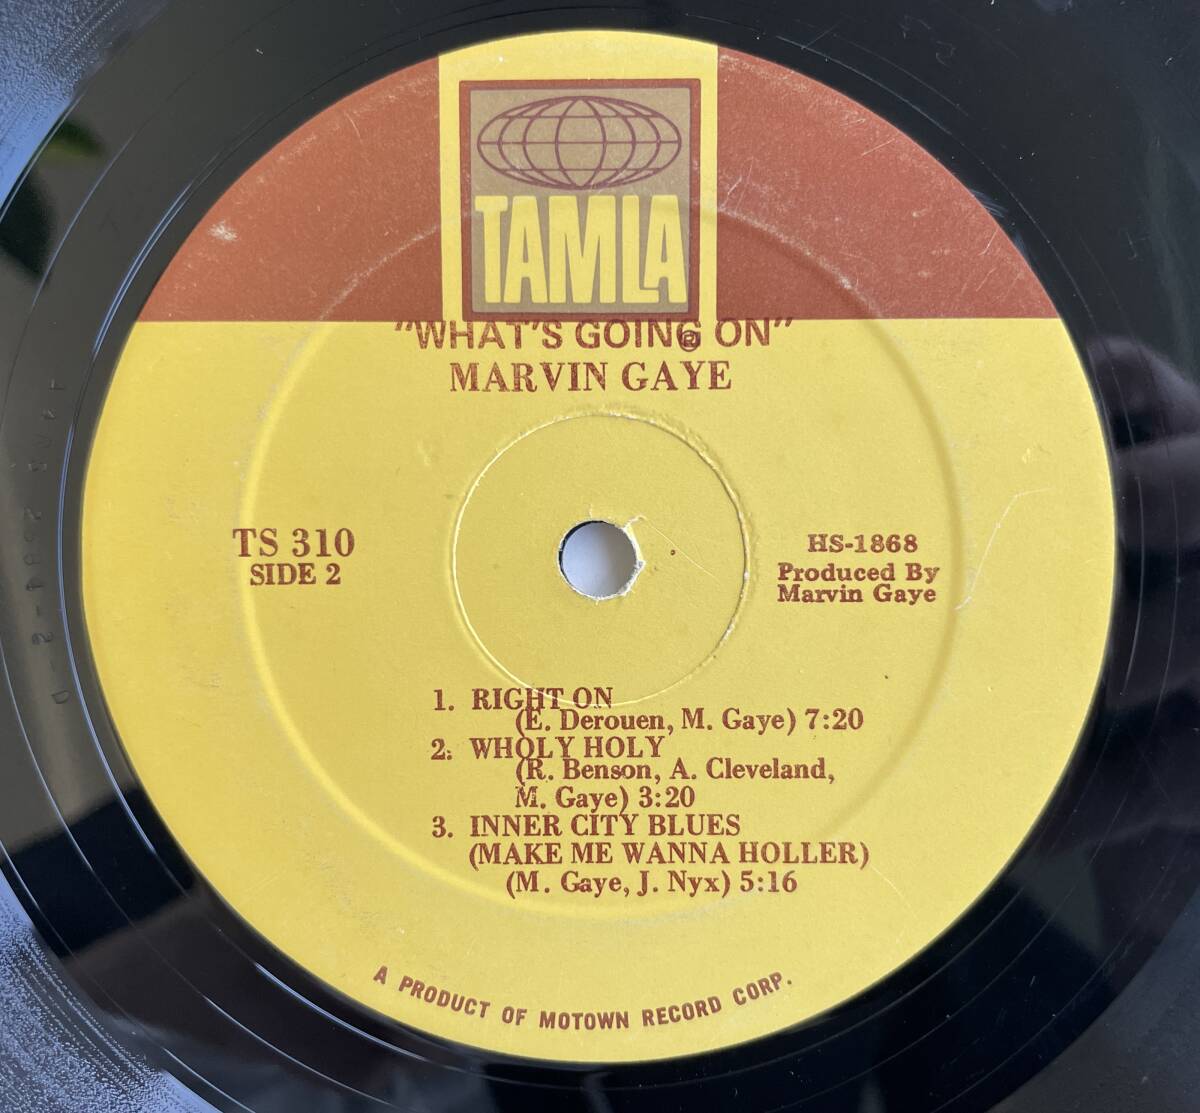 TAMLA
®
"WHAT'S GOING ON"
MARVIN GAYE
TS 310
SIDE 2
HS-1868
Produced By
Marvin Gaye
1. RIGHT ON
(E. Derouen, M. Gaye) 7:20
2. WHOLY HOLY
(R. Benson, A. Cleveland,
M. Gaye) 3:20
3. INNER CITY BLUES
(MAKE ME WANNA HOLLER)
(M. Gaye, J. Nyx) 5:16
A PRODUCT OF MOTOWN RECORD CORP.